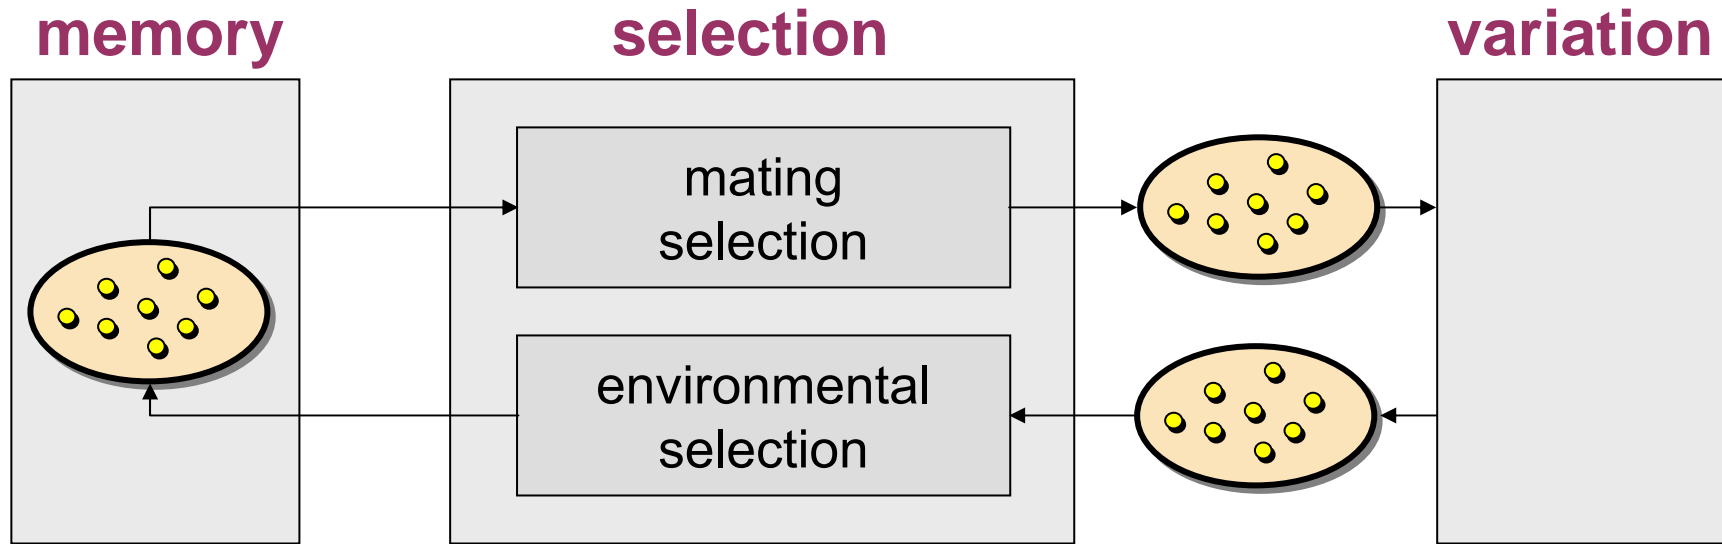 memory
selection
variation
mating
selection
environmental
selection